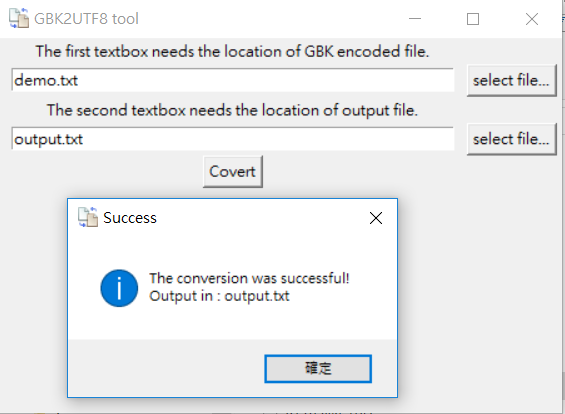 GBK2UTF8 tool
The first textbox needs the location of GBK encoded file.
demo.txt
select file...
The second textbox needs the location of output file.
output.txt
select file...
Covert
Success
The conversion was successful!
Output in : output.txt
確定